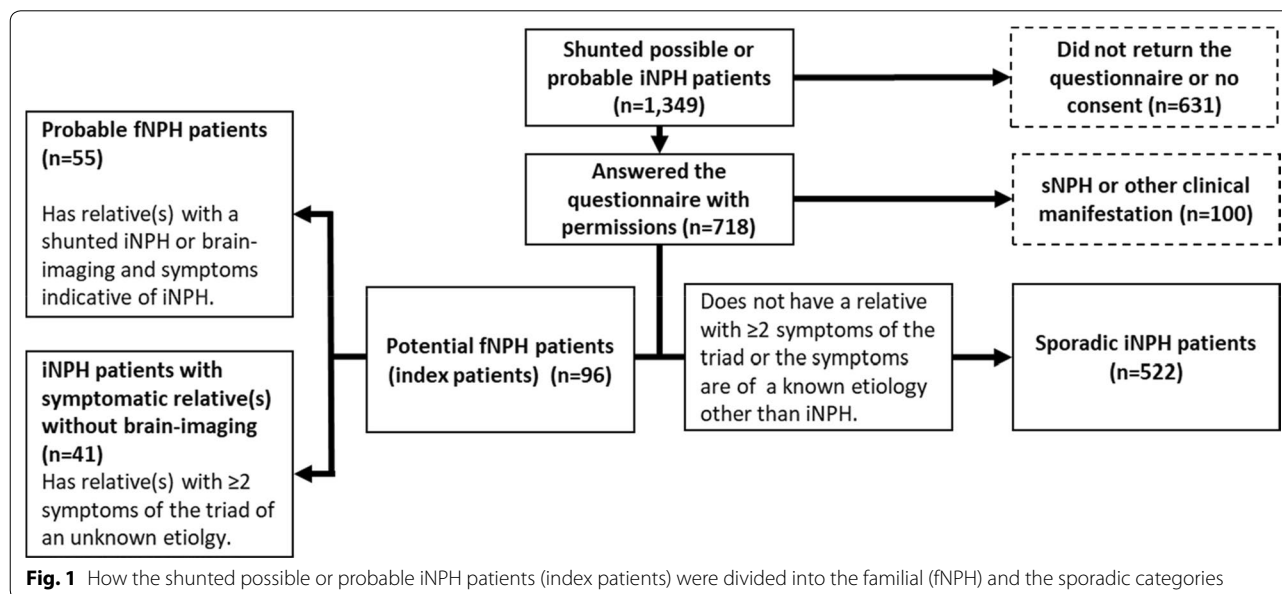 Shunted possible or
probable iNPH patients
(n=1,349)
Did not return the
questionnaire or no
consent (n=631)
Answered the
questionnaire with
permissions (n=718)
sNPH or other clinical
manifestation (n=100)
Probable fNPH patients
(n=55)
Has relative(s) with a
shunted iNPH or brain-
imaging and symptoms
indicative of iNPH.
iNPH patients with
symptomatic relative(s)
without brain-imaging
(n=41)
Has relative(s) with ≥2
symptoms of the triad of
an unknown etiolgy.
Potential fNPH patients
(index patients) (n=96)
Does not have a relative
with ≥2 symptoms of the
triad or the symptoms
are of a known etiology
other than iNPH.
Sporadic iNPH patients
(n=522)
Fig. 1 How the shunted possible or probable iNPH patients (index patients) were divided into the familial (fNPH) and the sporadic categories